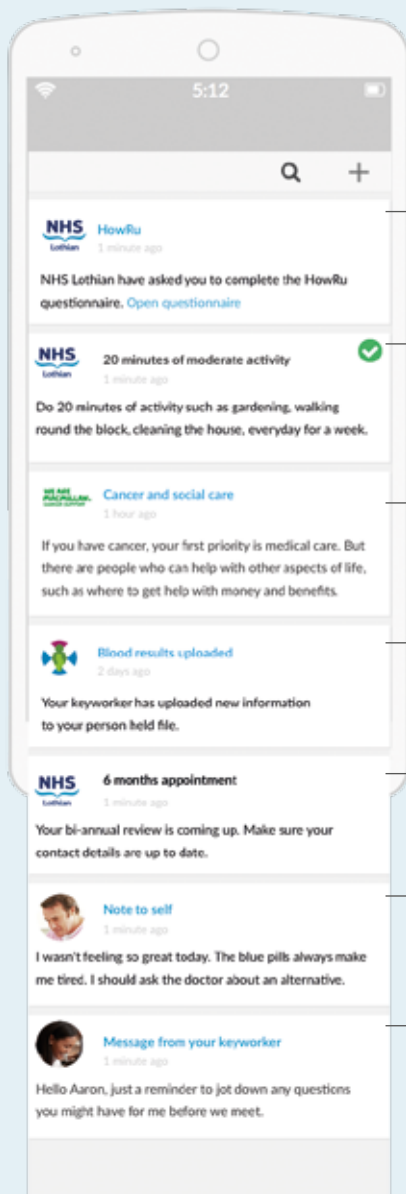 5:12
NHS
Lothian
HowRu
1 minute ago
NHS Lothian have asked you to complete the HowRu
questionnaire. Open questionnaire
NHS
Lothian
20 minutes of moderate activity
1 minute ago
Do 20 minutes of activity such as gardening, walking
round the block, cleaning the house, everyday for a week.
WE ARE
MACMILLAN.
CANCER SUPPORT
Cancer and social care
1 hour ago
If you have cancer, your first priority is medical care. But
there are people who can help with other aspects of life,
such as where to get help with money and benefits.
Blood results uploaded
2 days ago
Your keyworker has uploaded new information
to your person held file.
NHS
Lothian
6 months appointment
1 minute ago
Your bi-annual review is coming up. Make sure your
contact details are up to date.
Note to self
1 minute ago
I wasn't feeling so great today. The blue pills always make
me tired. I should ask the doctor about an alternative.
Message from your keyworker
1 minute ago
Hello Aaron, just a reminder to jot down any questions
you might have for me before we meet.